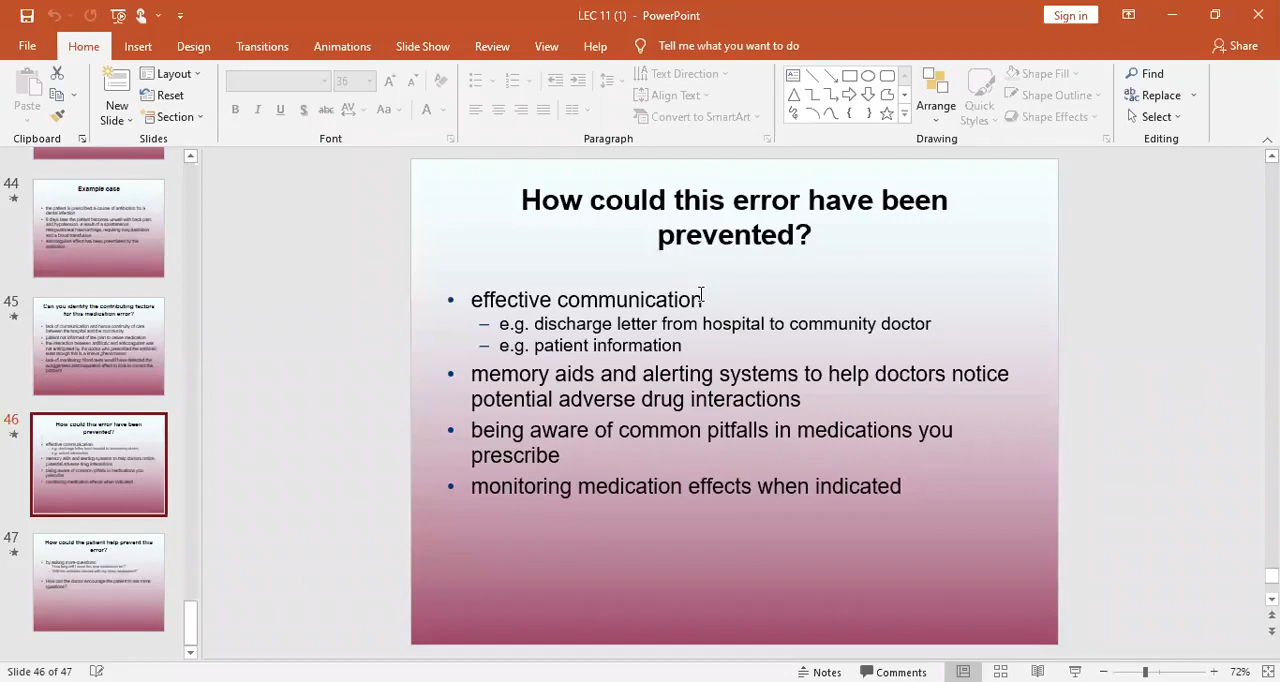 LEC 11 (1) - PowerPoint
Sign in
File Home Insert Design Transitions Animations Slide Show Review View Help Tell me what you want to do Share
Paste
New Slide
Layout
Reset
Section
36
B I U S abc AV Aa A
Text Direction
Align Text
Convert to SmartArt
Arrange
Quick Styles
Shape Fill
Shape Outline
Shape Effects
Find
Replace
Select
Clipboard Slides Font Paragraph Drawing Editing
44
Example case
45
Can you identify the contributing factors
for this medication error?
46
How could this error have been
prevented?
47
How could the patient help prevent this
error?
How could this error have been
prevented?
• effective communication
– e.g. discharge letter from hospital to community doctor
– e.g. patient information
• memory aids and alerting systems to help doctors notice
potential adverse drug interactions
• being aware of common pitfalls in medications you
prescribe
• monitoring medication effects when indicated
Slide 46 of 47
Notes Comments 72%